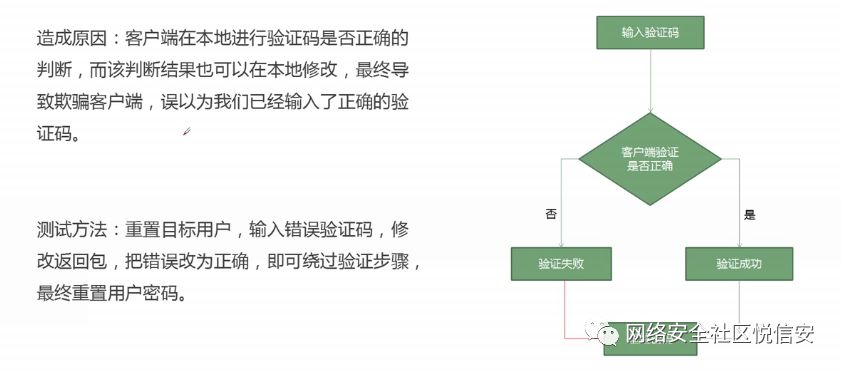 造成原因：客户端在本地进行验证码是否正确的
判断，而该判断结果也可以在本地修改，最终导
致欺骗客户端，误以为我们已经输入了正确的验
证码。
测试方法：重置目标用户，输入错误验证码，修
改返回包，把错误改为正确，即可绕过验证步骤，
最终重置用户密码。
输入验证码
客户端验证
是否正确
否
是
验证失败
验证成功
网络安全社区悦信安